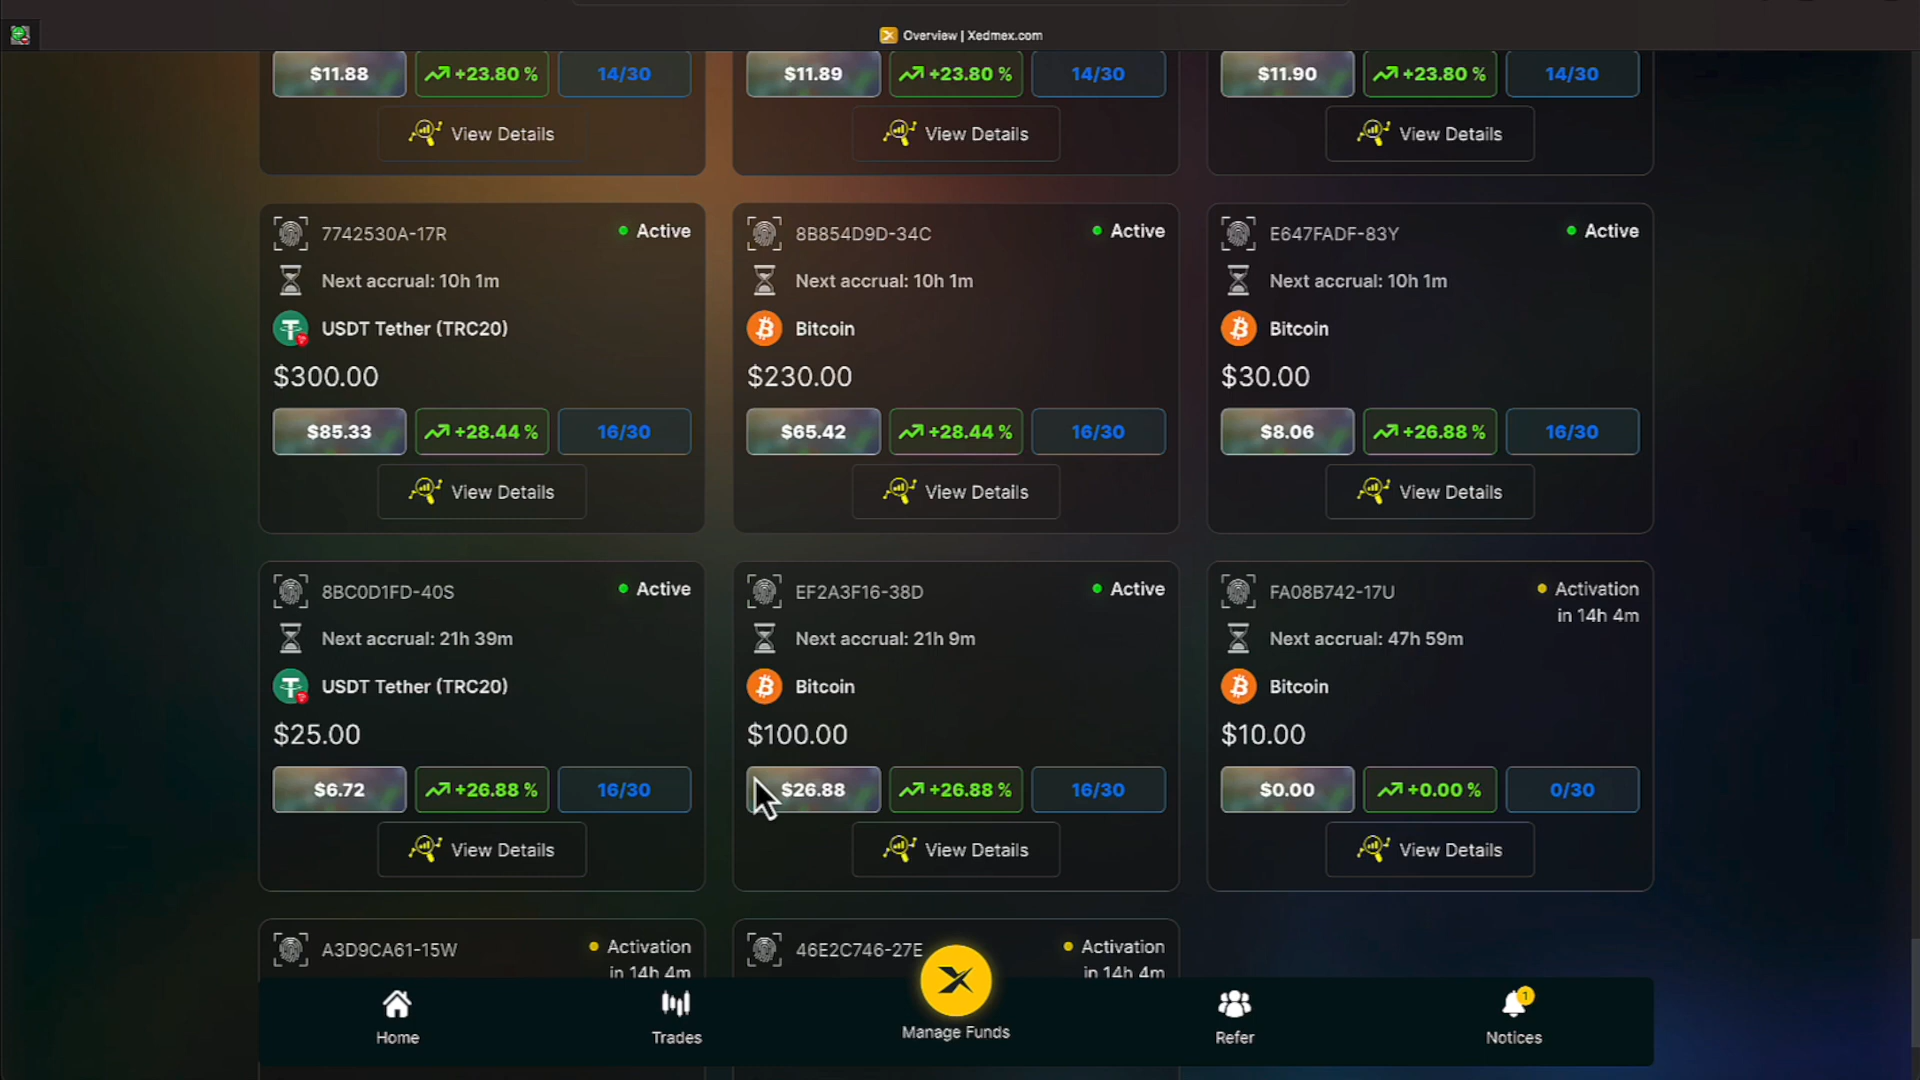 Overview | Xedmex.com
$11.88 +23.80 % 14/30
$11.89 +23.80 % 14/30
$11.90 +23.80 % 14/30
View Details
View Details
View Details
7742530A-17R Active
Next accrual: 10h 1m
USDT Tether (TRC20)
$300.00
$85.33 +28.44 % 16/30
View Details
8B854D9D-34C Active
Next accrual: 10h 1m
Bitcoin
$230.00
$65.42 +28.44 % 16/30
View Details
E647FADF-83Y Active
Next accrual: 10h 1m
Bitcoin
$30.00
$8.06 +26.88 % 16/30
View Details
8BC0D1FD-40S Active
Next accrual: 21h 39m
USDT Tether (TRC20)
$25.00
$6.72 +26.88 % 16/30
View Details
EF2A3F16-38D Active
Next accrual: 21h 9m
Bitcoin
$100.00
$26.88 +26.88 % 16/30
View Details
FA08B742-17U Activation
in 14h 4m
Next accrual: 47h 59m
Bitcoin
$10.00
$0.00 +0.00 % 0/30
View Details
A3D9CA61-15W Activation
in 14h 4m
46E2C746-27E Activation
in 14h 4m
Home
Trades
Manage Funds
Refer
1
Notices